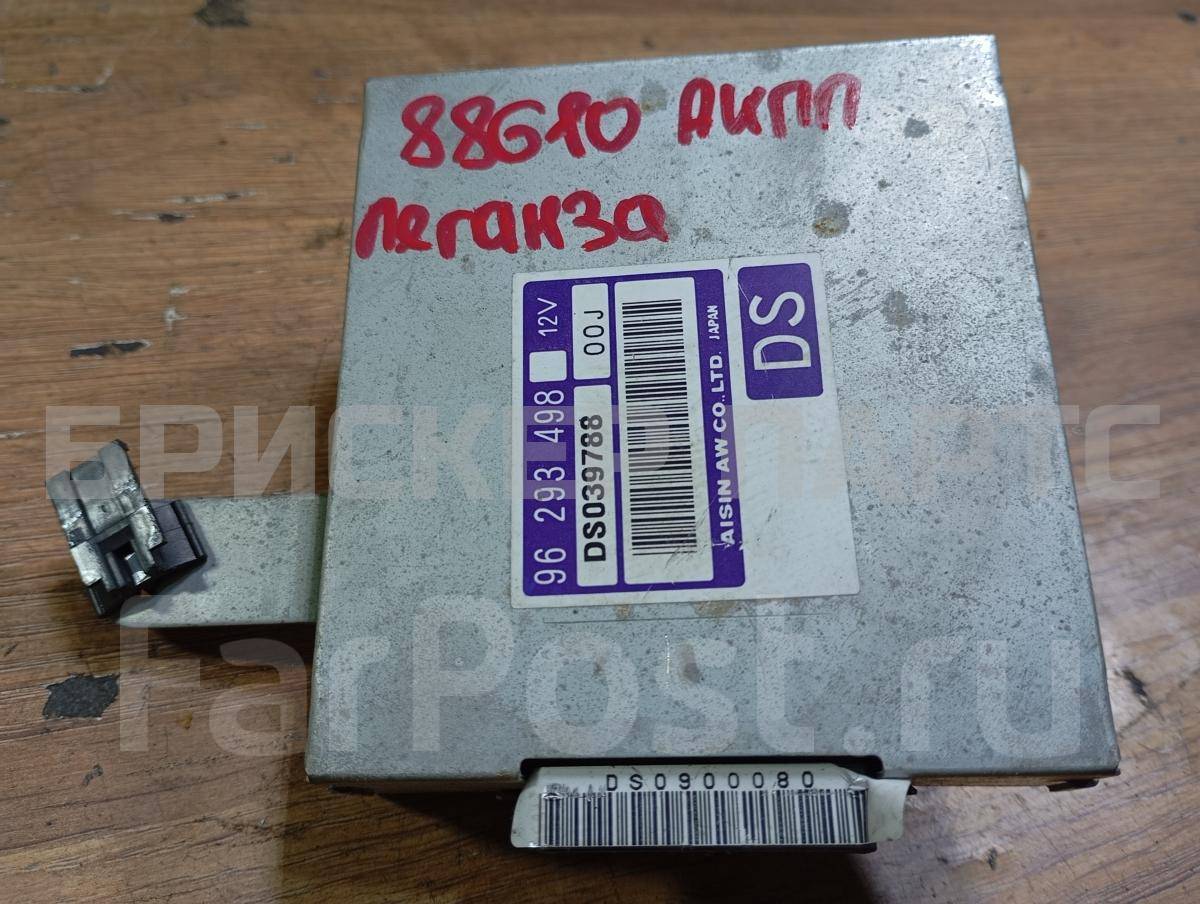 88610 АКПП
леганза
96 293 498 12V
DS039788 00J
AISIN AW CO., LTD. JAPAN
DS
ЕРИСКЕР ПАРТС
FarPost.ru
DS0900080